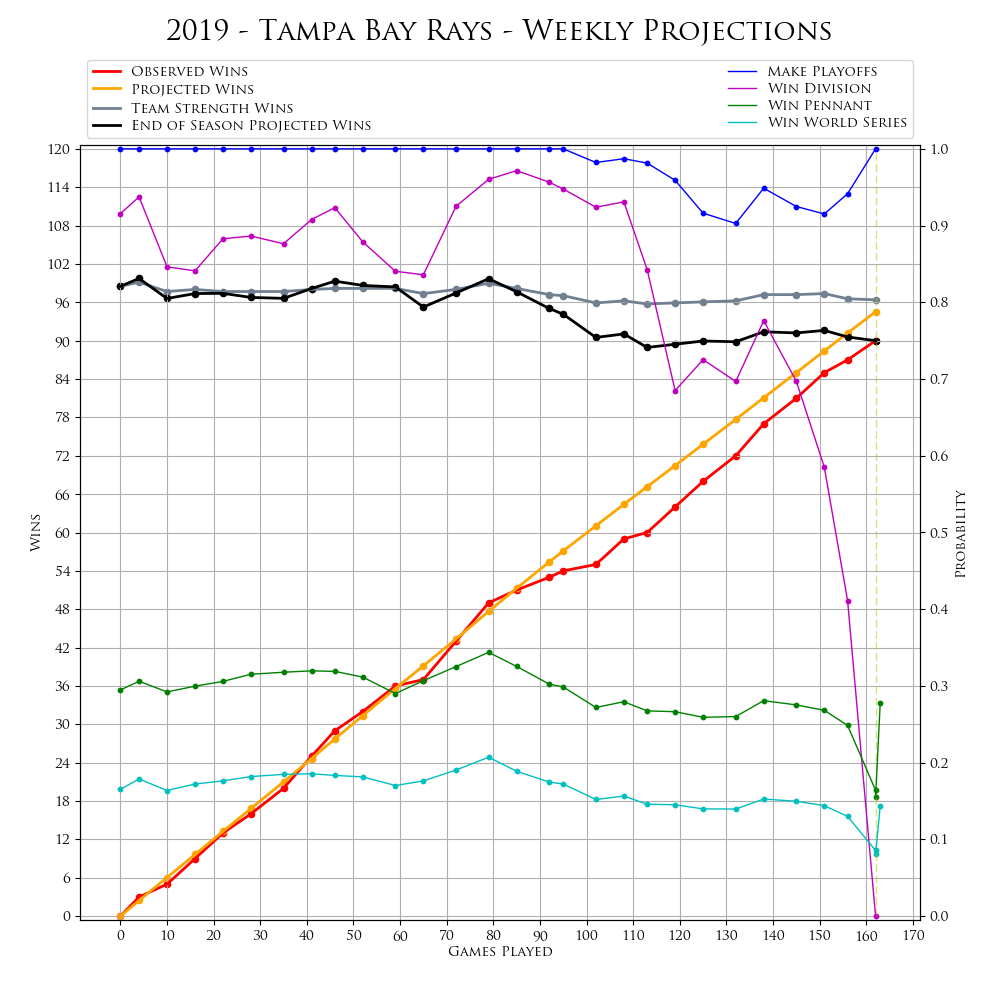 2019 - Tampa Bay Rays - Weekly Projections
Observed Wins
Projected Wins
Team Strength Wins
End of Season Projected Wins
Make Playoffs
Win Division
Win Pennant
Win World Series
120
114
108
102
96
90
84
78
72
66
60
54
48
42
36
30
24
18
12
6
0
Wins
1.0
0.9
0.8
0.7
0.6
0.5
0.4
0.3
0.2
0.1
0.0
Probability
0 10 20 30 40 50 60 70 80 90 100 110 120 130 140 150 160 170
Games Played